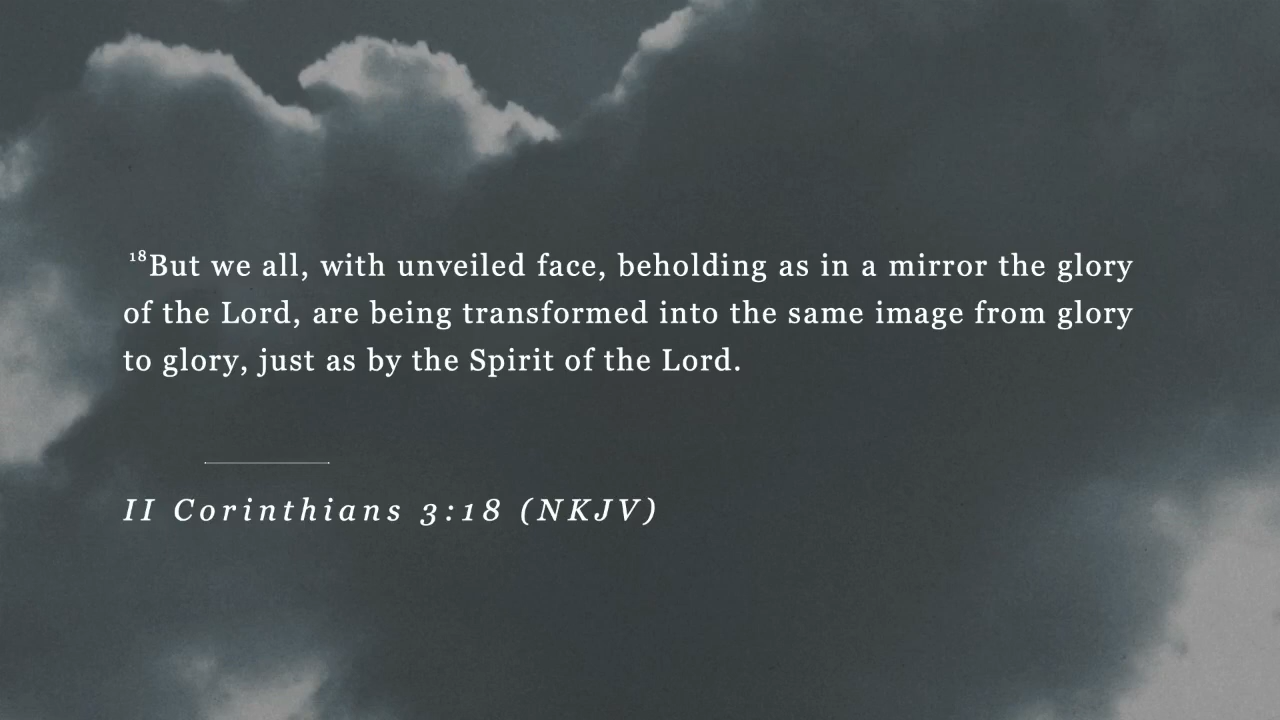 18But we all, with unveiled face, beholding as in a mirror the glory
of the Lord, are being transformed into the same image from glory
to glory, just as by the Spirit of the Lord.
II Corinthians 3:18 (NKJV)